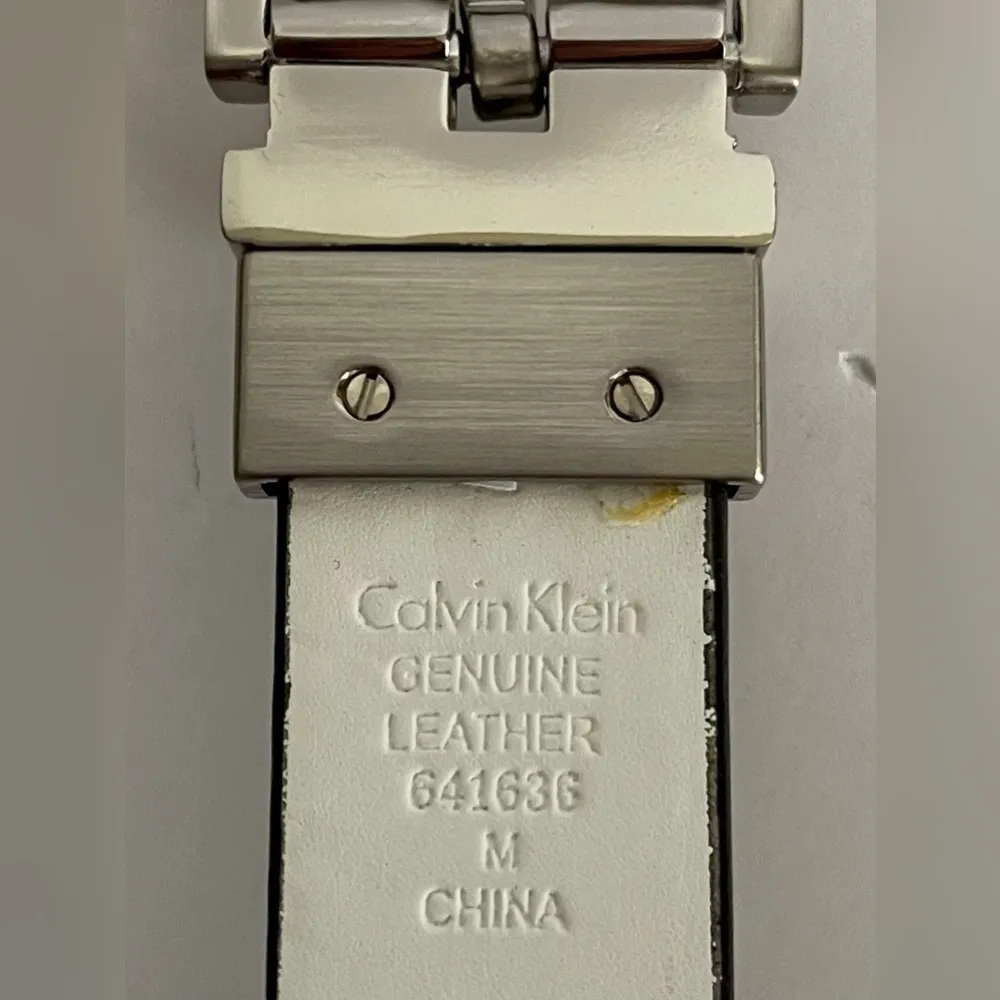 Calvin Klein
GENUINE
LEATHER
641636
M
CHINA